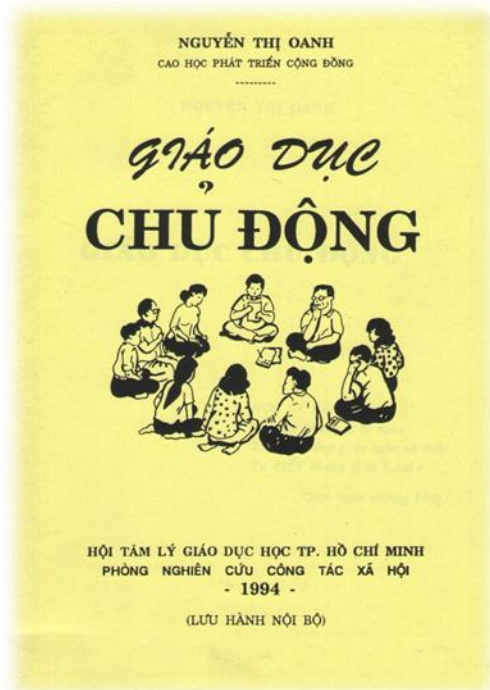 NGUYỄN THỊ OANH
CAO HỌC PHÁT TRIỂN CỘNG ĐỒNG
---------
GIÁO DỤC
CHỦ ĐỘNG
HỘI TÂM LÝ GIÁO DỤC HỌC TP. HỒ CHÍ MINH
PHÒNG NGHIÊN CỨU CÔNG TÁC XÃ HỘI
- 1994 -
(LƯU HÀNH NỘI BỘ)